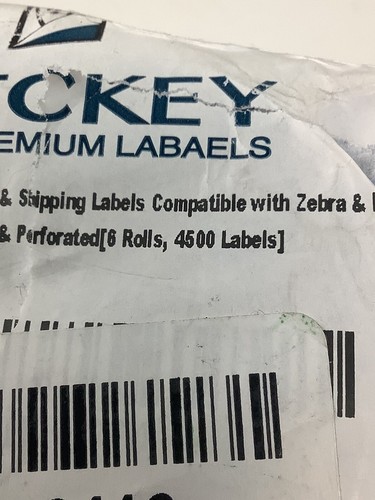 CKEY
EMIUM LABAELS
& Shipping Labels Compatible with Zebra &
& Perforated[6 Rolls, 4500 Labels]